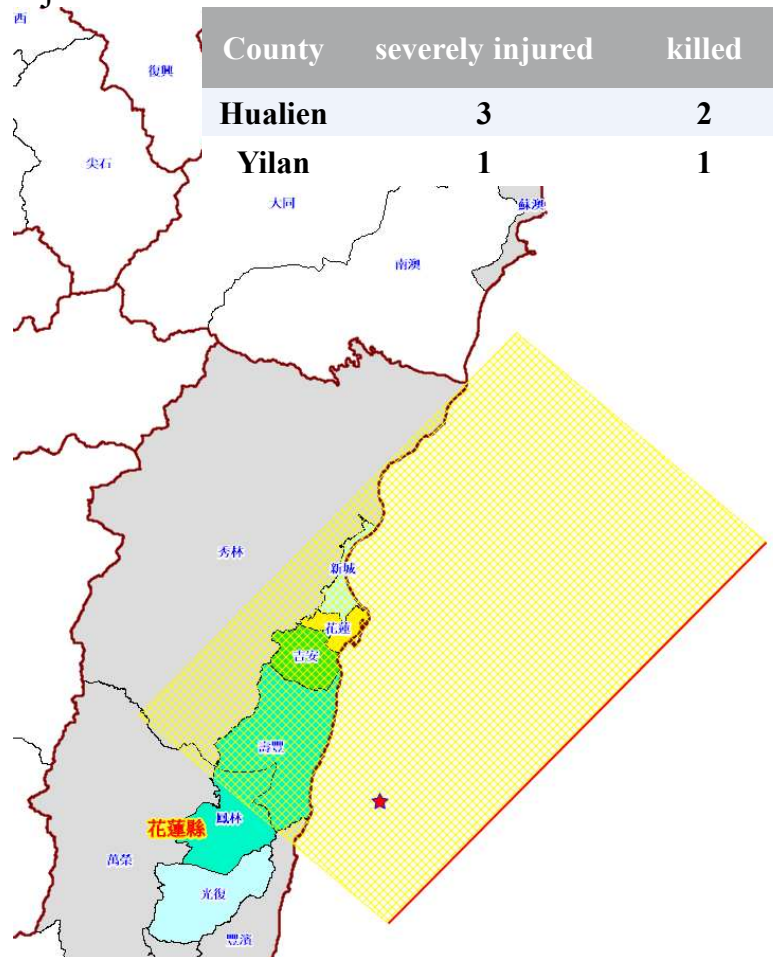 西
County severely injured killed
Hualien 3 2
Yilan 1 1
復興
尖石
大同
蘇澳
南澳
秀林
新城
花蓮
吉安
壽豐
花蓮縣
鳳林
萬榮
光復
豐濱